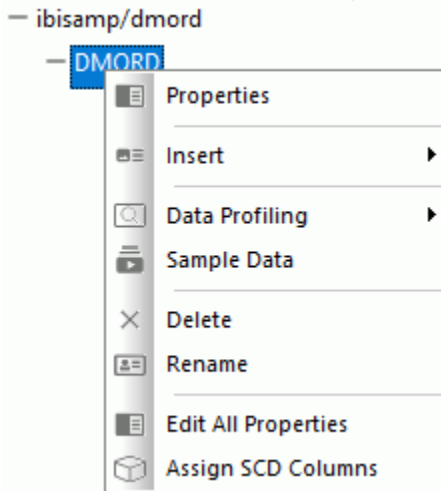 ibisamp/dmord
DMORD
Properties
Insert
Data Profiling
Sample Data
Delete
Rename
Edit All Properties
Assign SCD Columns